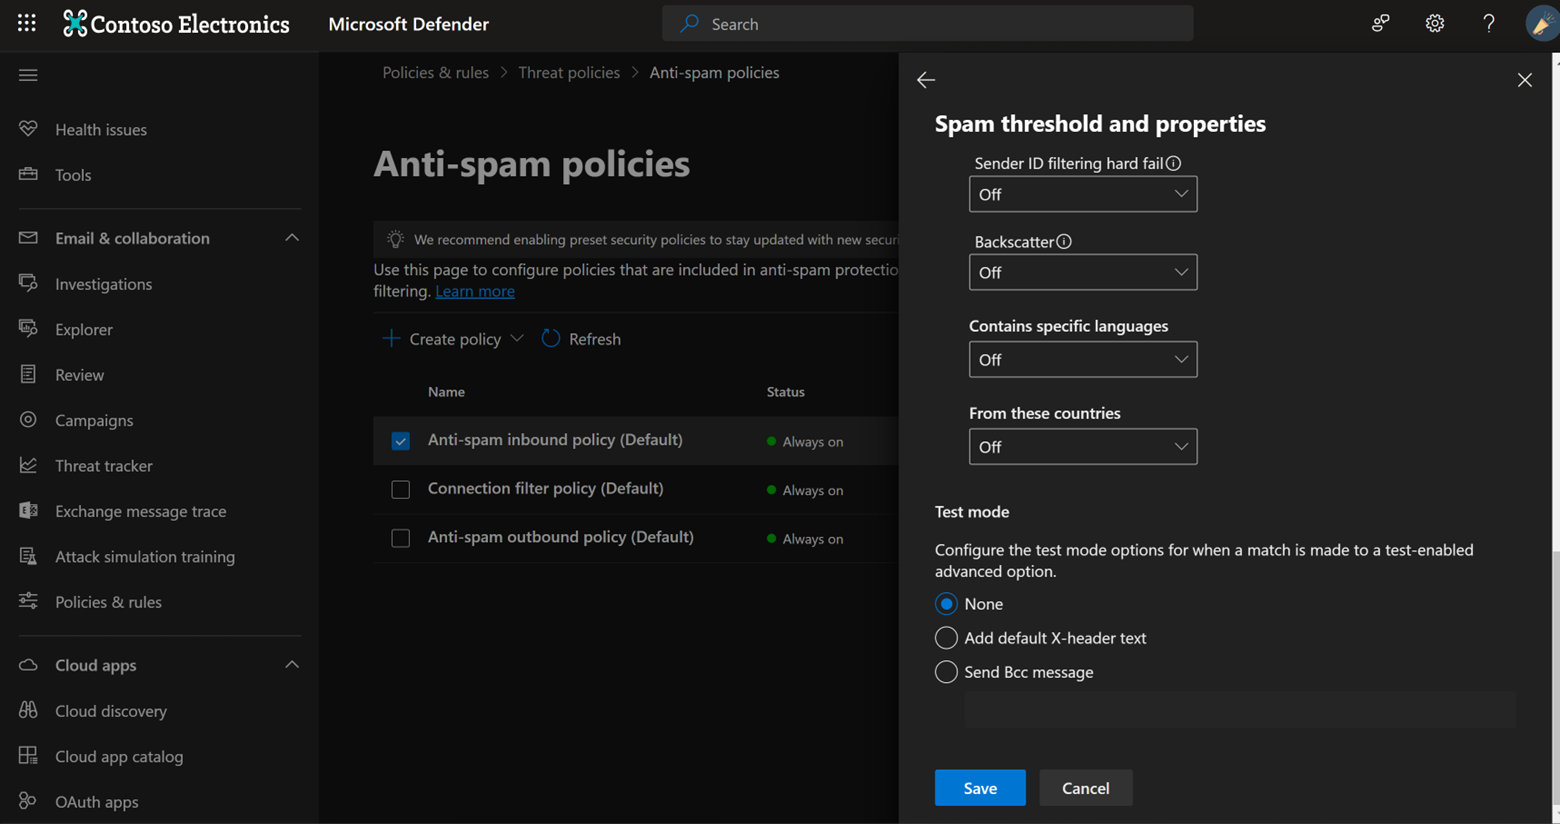 Contoso Electronics
Microsoft Defender
Search
Health issues
Tools
Email & collaboration
Investigations
Explorer
Review
Campaigns
Threat tracker
Exchange message trace
Attack simulation training
Policies & rules
Cloud apps
Cloud discovery
Cloud app catalog
OAuth apps
Policies & rules > Threat policies > Anti-spam policies
Anti-spam policies
We recommend enabling preset security policies to stay updated with new securi
Use this page to configure policies that are included in anti-spam protectio
filtering. Learn more
Create policy
Refresh
Name Status
Anti-spam inbound policy (Default) Always on
Connection filter policy (Default) Always on
Anti-spam outbound policy (Default) Always on
Spam threshold and properties
Sender ID filtering hard fail
Off
Backscatter
Off
Contains specific languages
Off
From these countries
Off
Test mode
Configure the test mode options for when a match is made to a test-enabled
advanced option.
None
Add default X-header text
Send Bcc message
Save Cancel